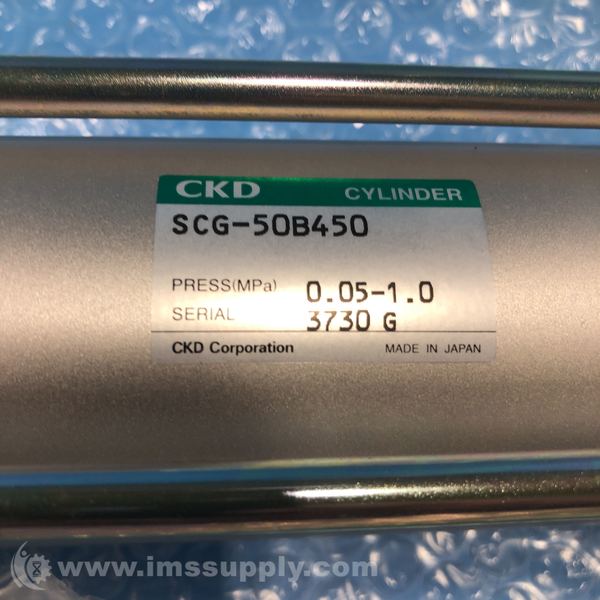 CKD CYLINDER
SCG-50B450
PRESS(MPa) 0.05-1.0
SERIAL 3730 G
CKD Corporation MADE IN JAPAN
www.imssupply.com